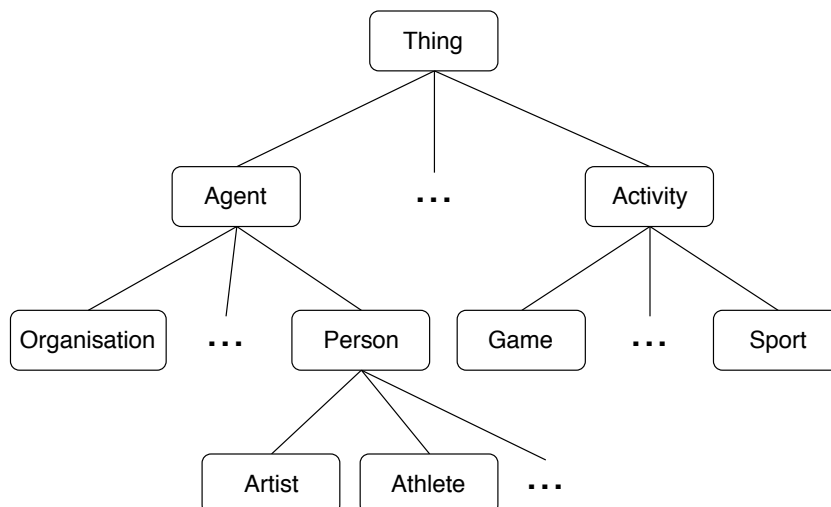 Thing
Agent ... Activity
Organisation ... Person Game ... Sport
Artist Athlete ...